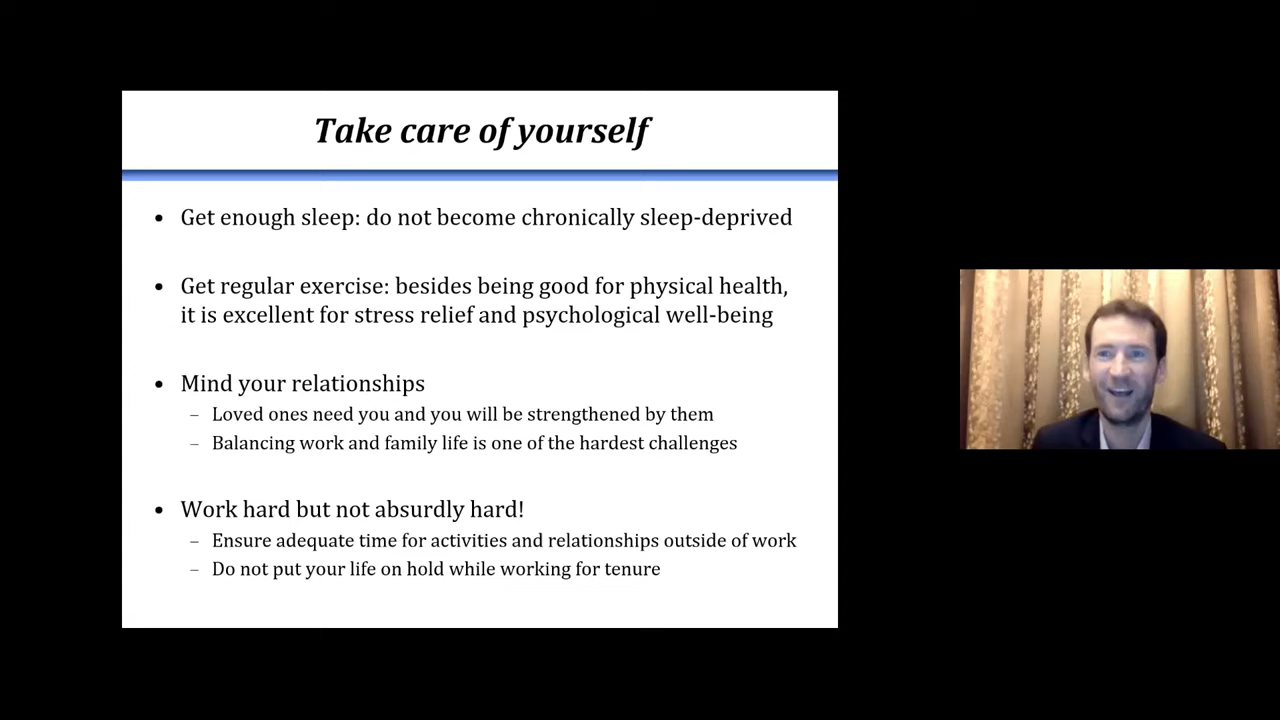 Take care of yourself
• Get enough sleep: do not become chronically sleep-deprived
• Get regular exercise: besides being good for physical health,
it is excellent for stress relief and psychological well-being
• Mind your relationships
– Loved ones need you and you will be strengthened by them
– Balancing work and family life is one of the hardest challenges
• Work hard but not absurdly hard!
– Ensure adequate time for activities and relationships outside of work
– Do not put your life on hold while working for tenure